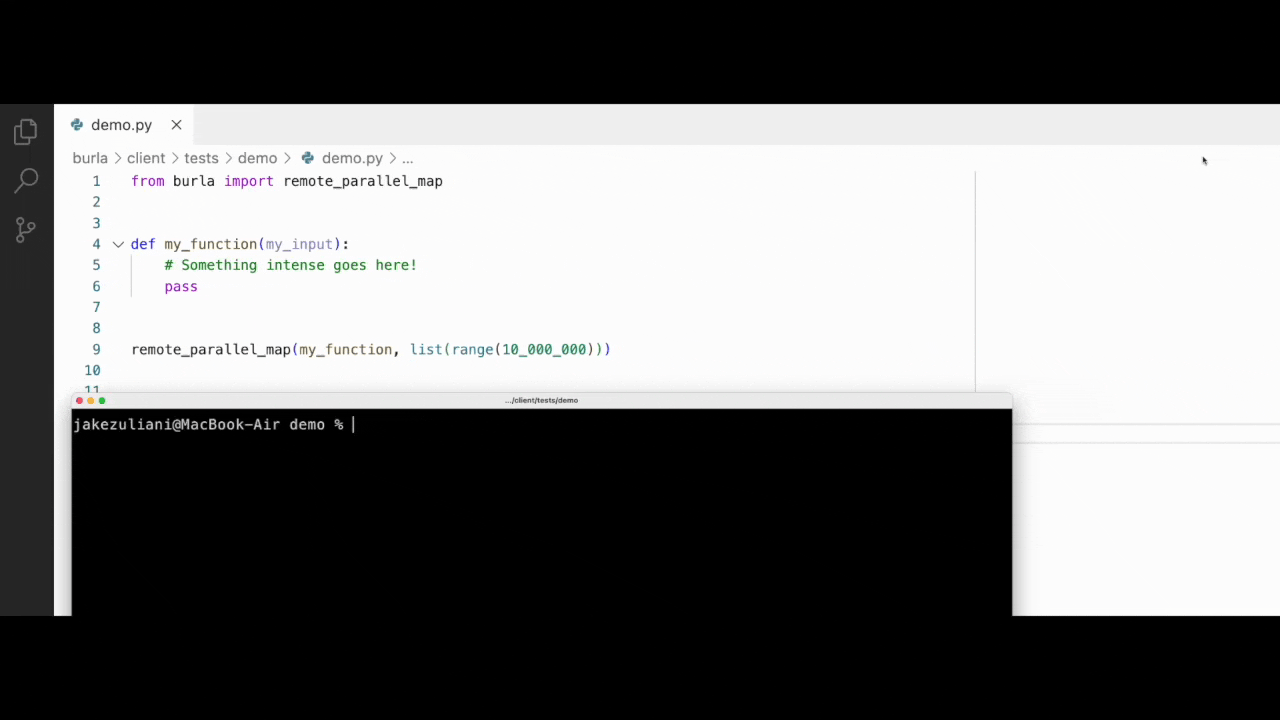 demo.py
burla > client > tests > demo > demo.py > ...
1 from burla import remote_parallel_map
2
3
4 def my_function(my_input):
5 # Something intense goes here!
6 pass
7
8
9 remote_parallel_map(my_function, list(range(10_000_000)))
10
11
.../client/tests/demo
jakezuliani@MacBook-Air demo %